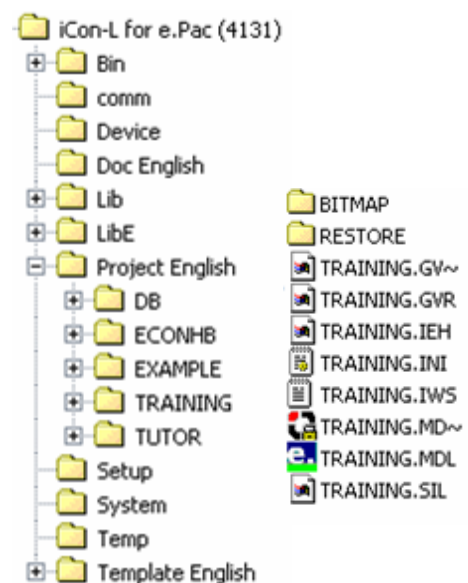 iCon-L for e.Pac (4131)
Bin
comm
Device
Doc English
Lib
LibE
Project English
DB
ECONHB
EXAMPLE
TRAINING
TUTOR
Setup
System
Temp
Template English
BITMAP
RESTORE
TRAINING.GV~
TRAINING.GVR
TRAINING.IEH
TRAINING.INI
TRAINING.IWS
TRAINING.MD~
e. TRAINING.MDL
TRAINING.SIL